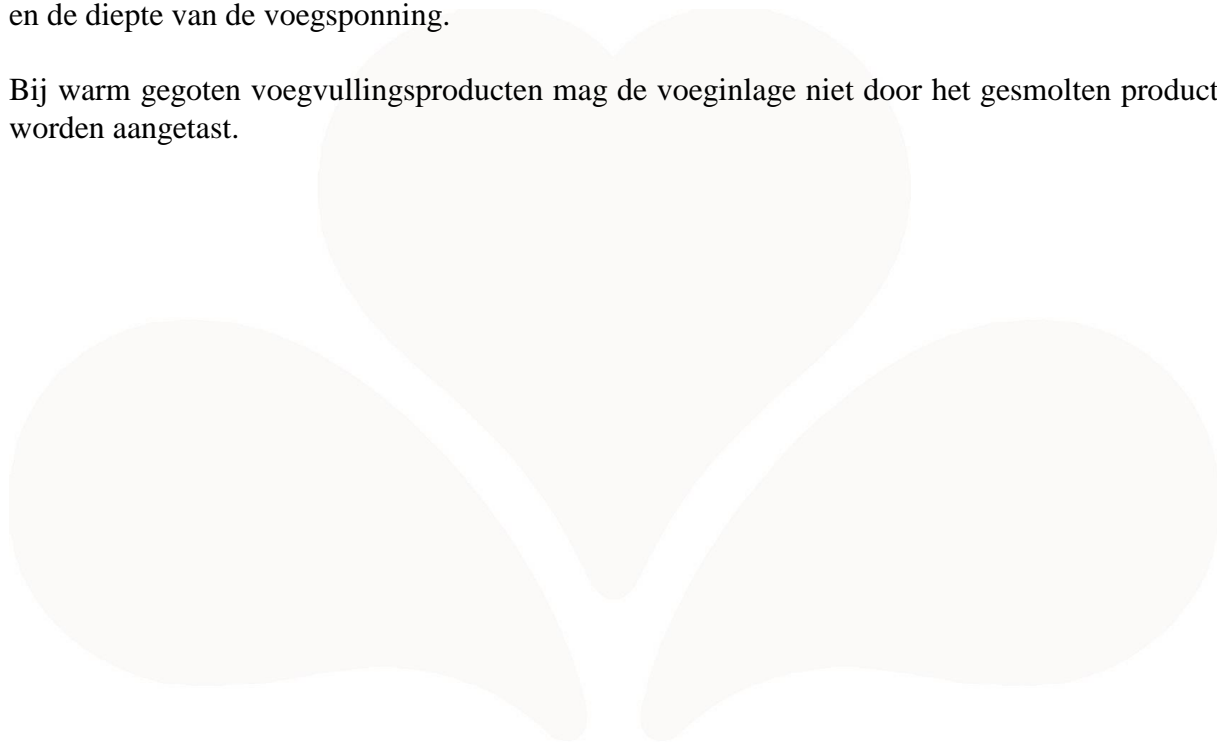 en de diepte van de voegsponning.
Bij warm gegoten voegvullingsproducten mag de voeginlage niet door het gesmolten product
worden aangetast.